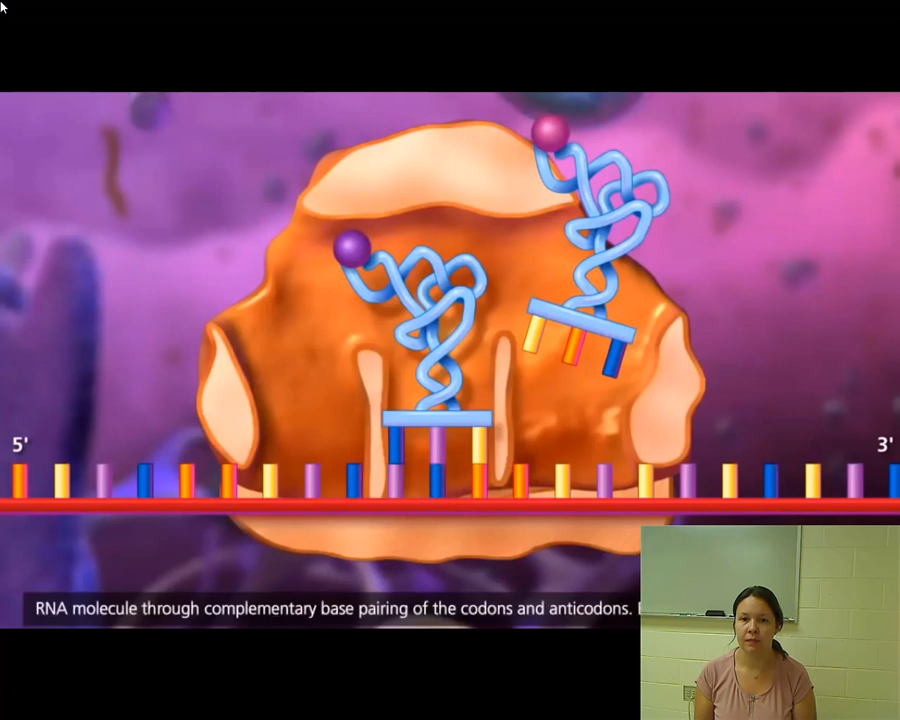 5'
3'
RNA molecule through complementary base pairing of the codons and anticodons.